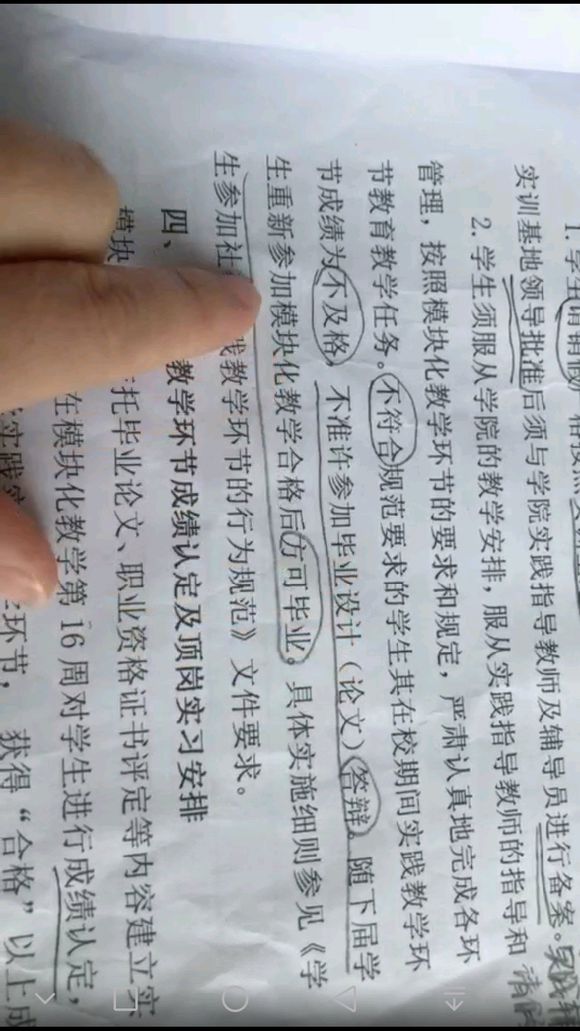 1.学生请销假
实训基地领导批准后须与学院实践指导教师及辅导员进行备案。
2.学生须服从学院的教学安排，服从实践指导教师的指导和
管理，按照模块化教学环节的要求和规定，严肃认真地完成各环
节教育教学任务。不符合规范要求的学生其在校期间实践教学环
节成绩为不及格，不准许参加毕业设计（论文）答辩，随下届学
生重新参加模块化教学合格后方可毕业。具体实施细则参见《学
生参加社 践教学环节的行为规范》文件要求。
四、 教学环节成绩认定及顶岗实习安排
模块 托毕业论文、职业资格证书评定等内容建立实
在模块化教学第16周对学生进行成绩认定，
环节，获得“合格”以上成